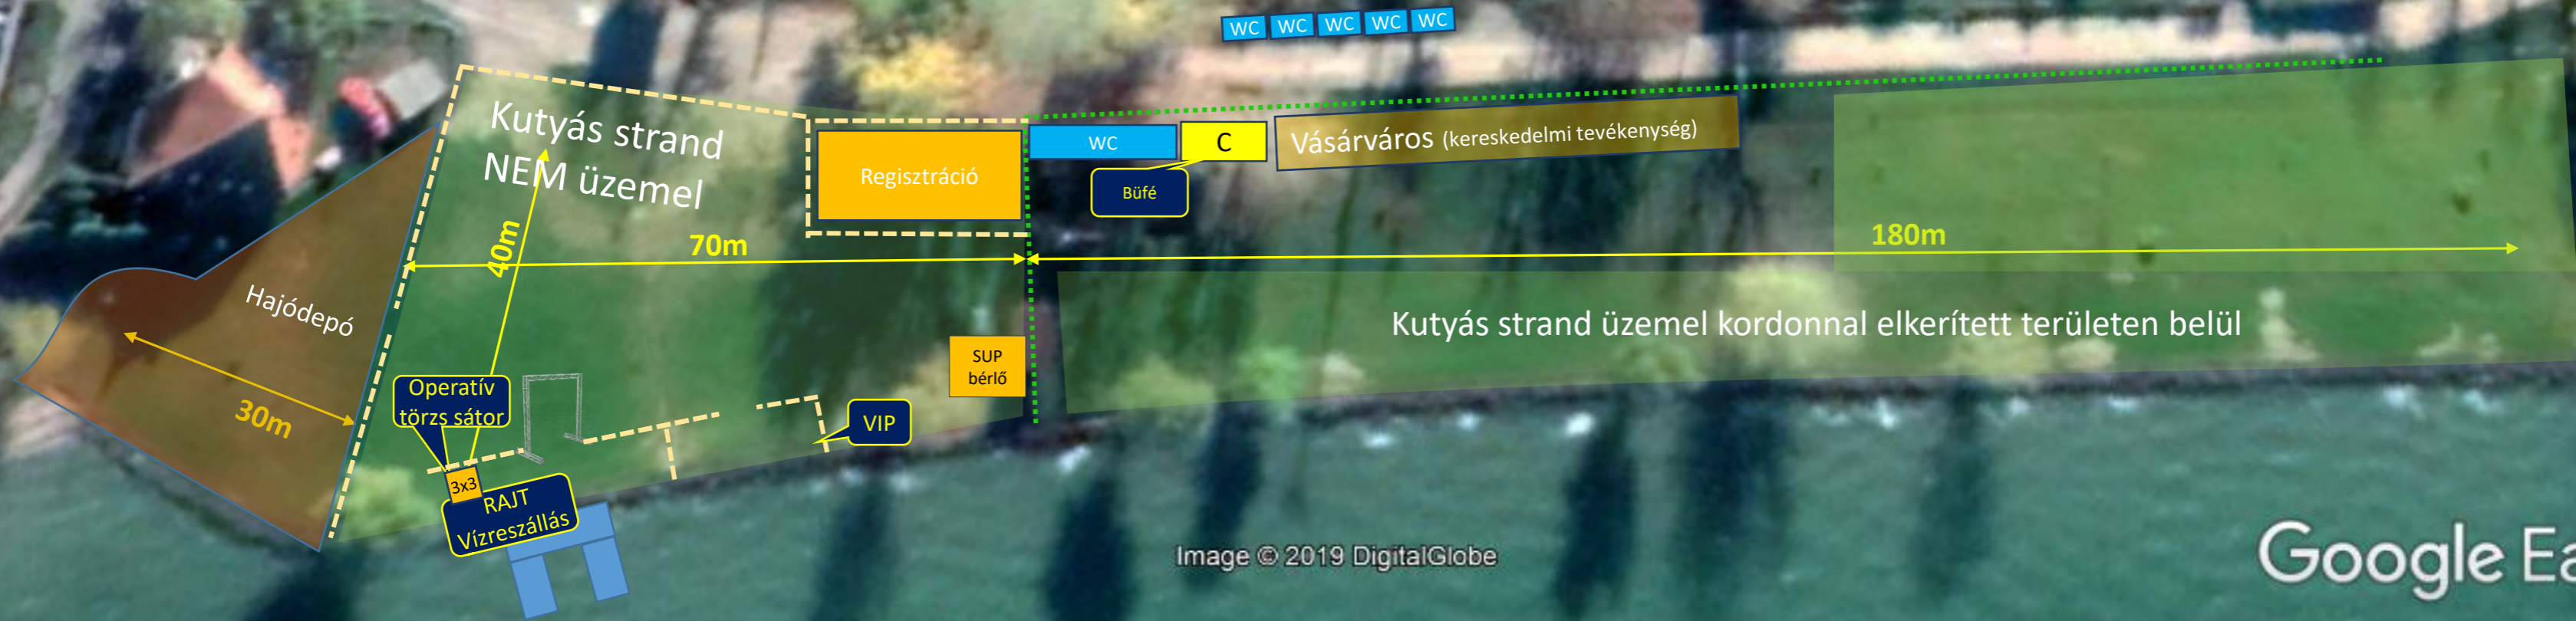 WC WC WC WC WC
Kutyás strand
NEM üzemel
Regisztráció
WC
C
Vásárváros (kereskedelmi tevékenység)
Büfé
40m
70m
180m
Hajódepó
30m
Kutyás strand üzemel kordonnal elkerített területen belül
SUP
bérlő
Operatív
törzs sátor
VIP
3x3
RAJT
Vízreszállás
Image © 2019 DigitalGlobe
Google Ea